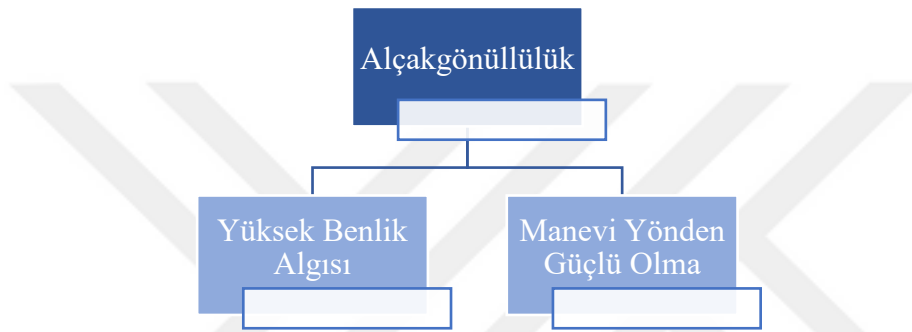 Alçakgönüllülük
Yüksek Benlik
Algısı
Manevi Yönden
Güçlü Olma